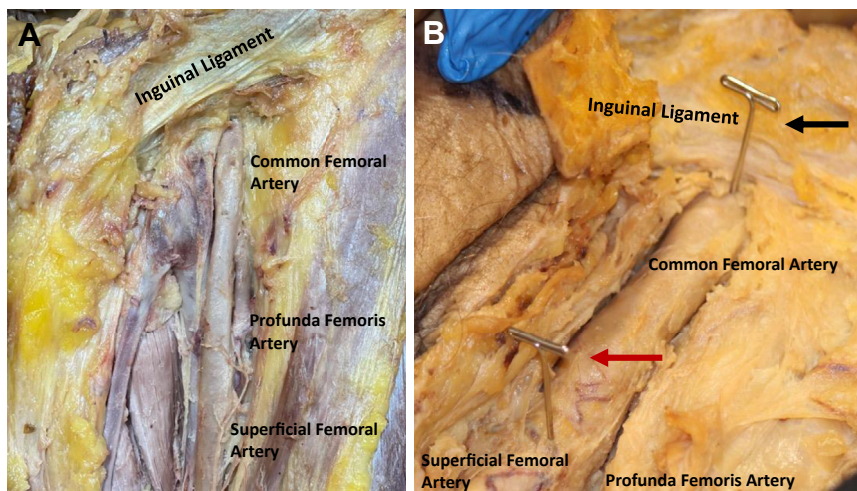 A
Inguinal Ligament
Common Femoral
Artery
Profunda Femoris
Artery
Superficial Femoral
Artery
B
Inguinal Ligament
Common Femoral Artery
Superficial Femoral
Artery
Profunda Femoris Artery